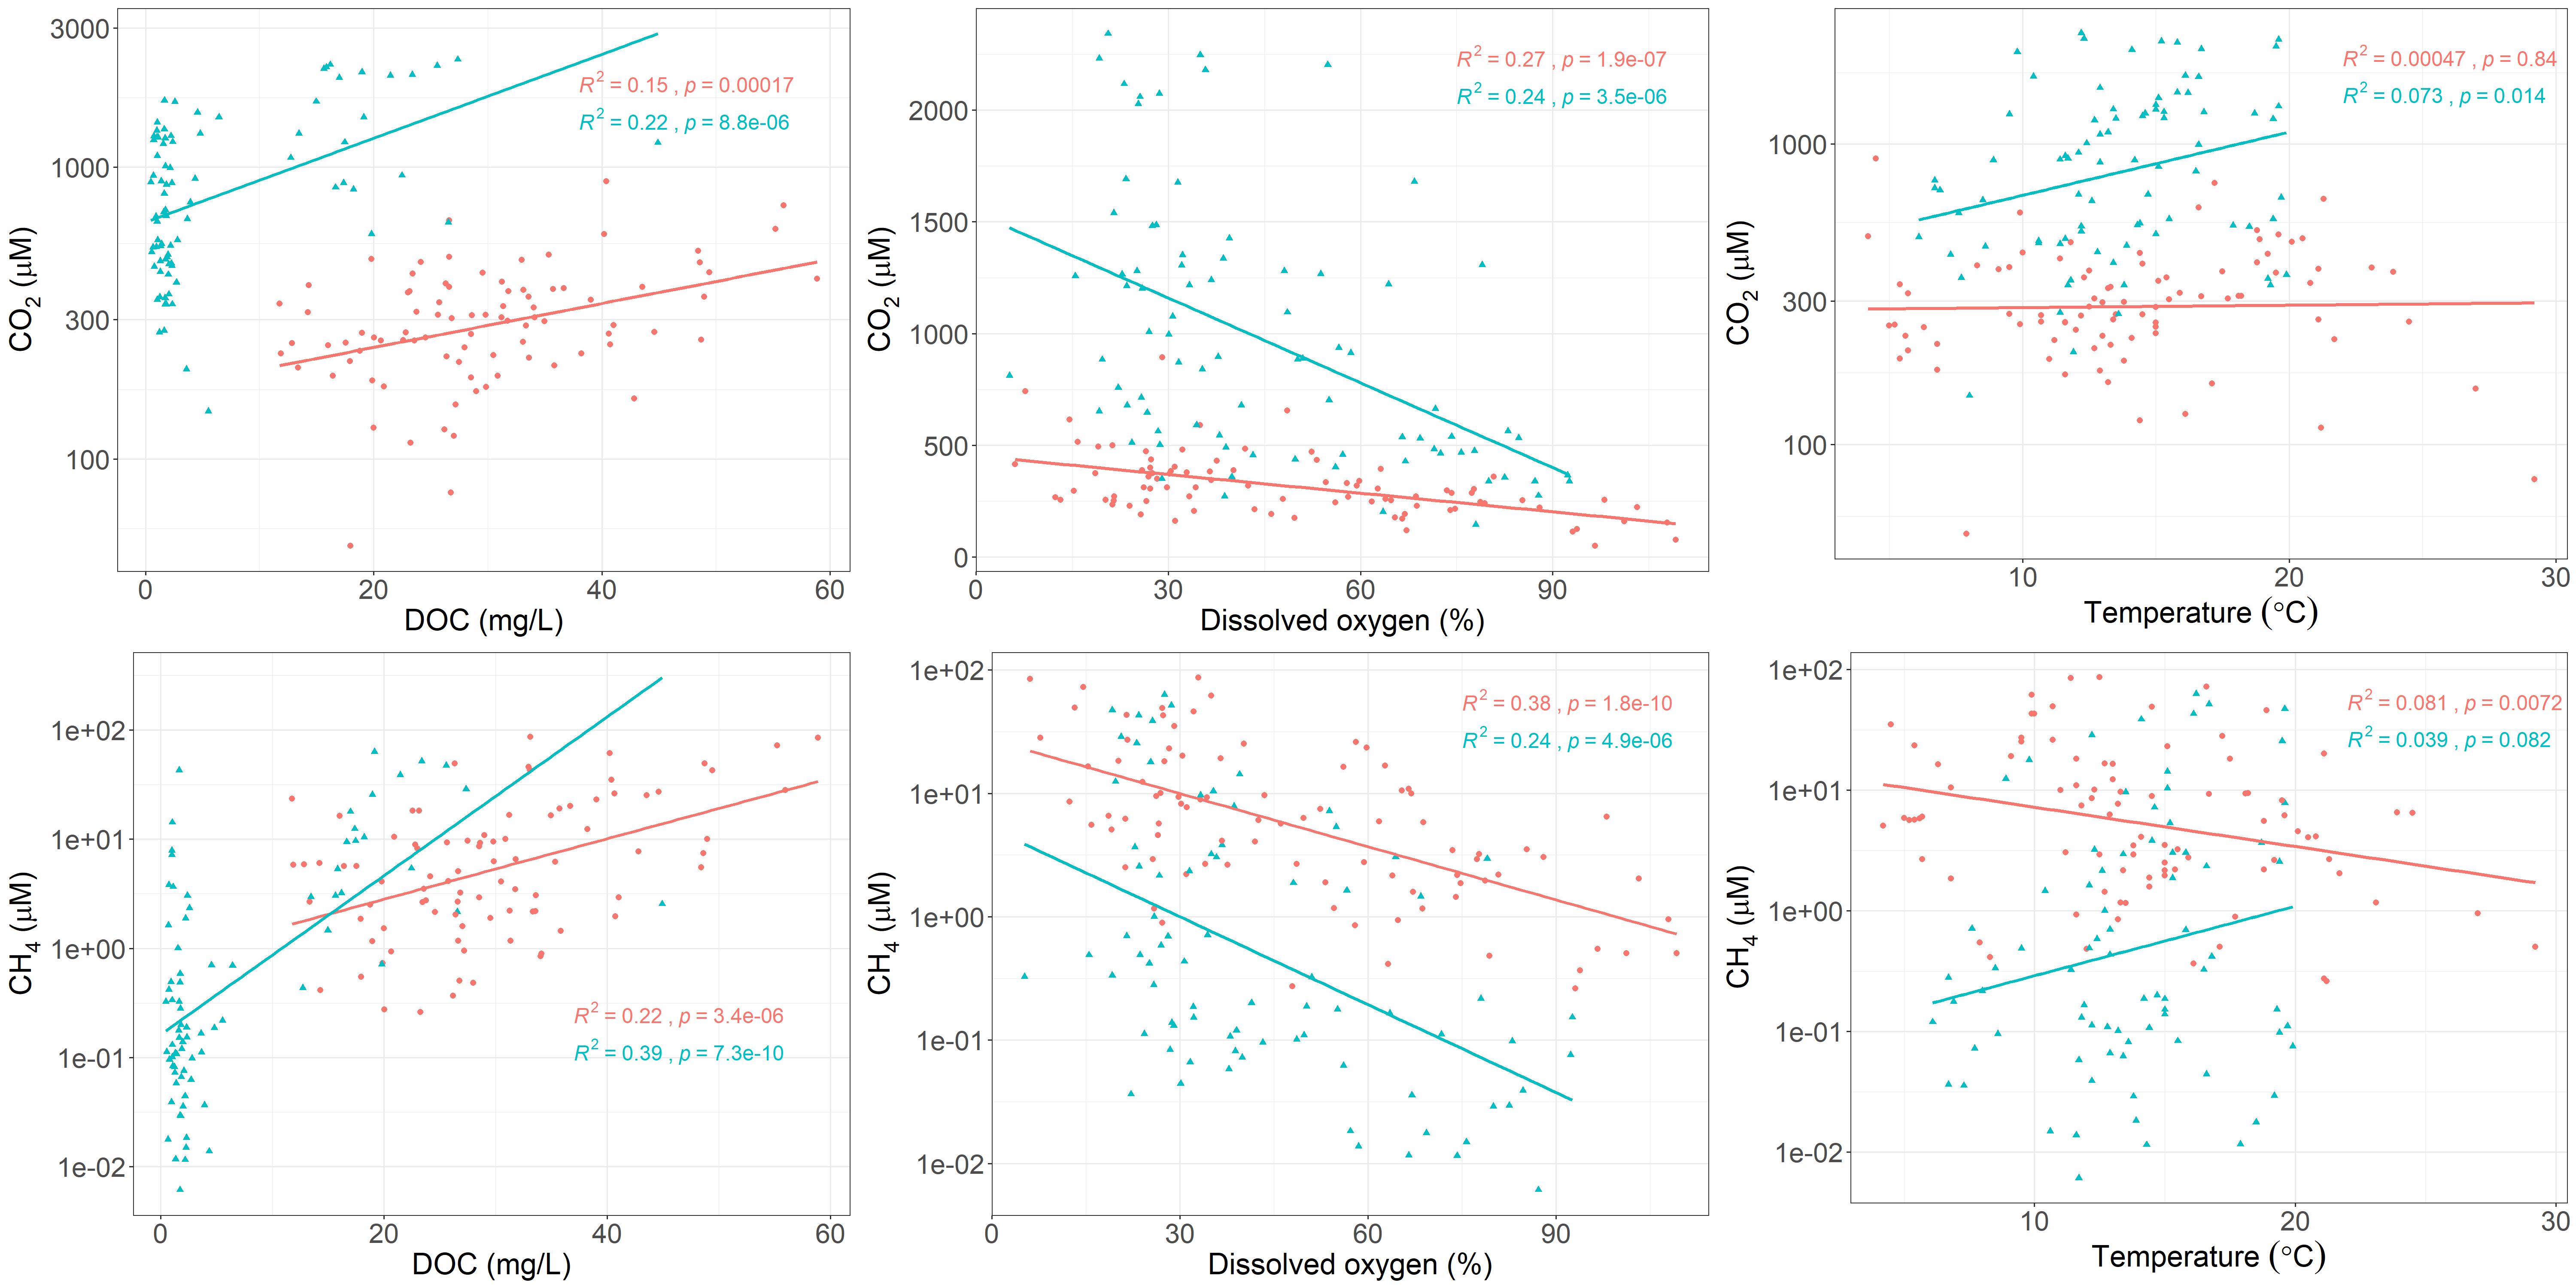 3000
1000
300
100
CO2 (μM)
R2 = 0.15 , p = 0.00017
R2 = 0.22 , p = 8.8e-06
0 20 40 60
DOC (mg/L)
2000
1500
1000
500
0
CO2 (μM)
R2 = 0.27 , p = 1.9e-07
R2 = 0.24 , p = 3.5e-06
0 30 60 90
Dissolved oxygen (%)
1000
300
100
CO2 (μM)
R2 = 0.00047 , p = 0.84
R2 = 0.073 , p = 0.014
10 20 30
Temperature (°C)
1e+02
1e+01
1e+00
1e-01
1e-02
CH4 (μM)
R2 = 0.22 , p = 3.4e-06
R2 = 0.39 , p = 7.3e-10
0 20 40 60
DOC (mg/L)
1e+02
1e+01
1e+00
1e-01
1e-02
CH4 (μM)
R2 = 0.38 , p = 1.8e-10
R2 = 0.24 , p = 4.9e-06
0 30 60 90
Dissolved oxygen (%)
1e+02
1e+01
1e+00
1e-01
1e-02
CH4 (μM)
R2 = 0.081 , p = 0.0072
R2 = 0.039 , p = 0.082
10 20 30
Temperature (°C)